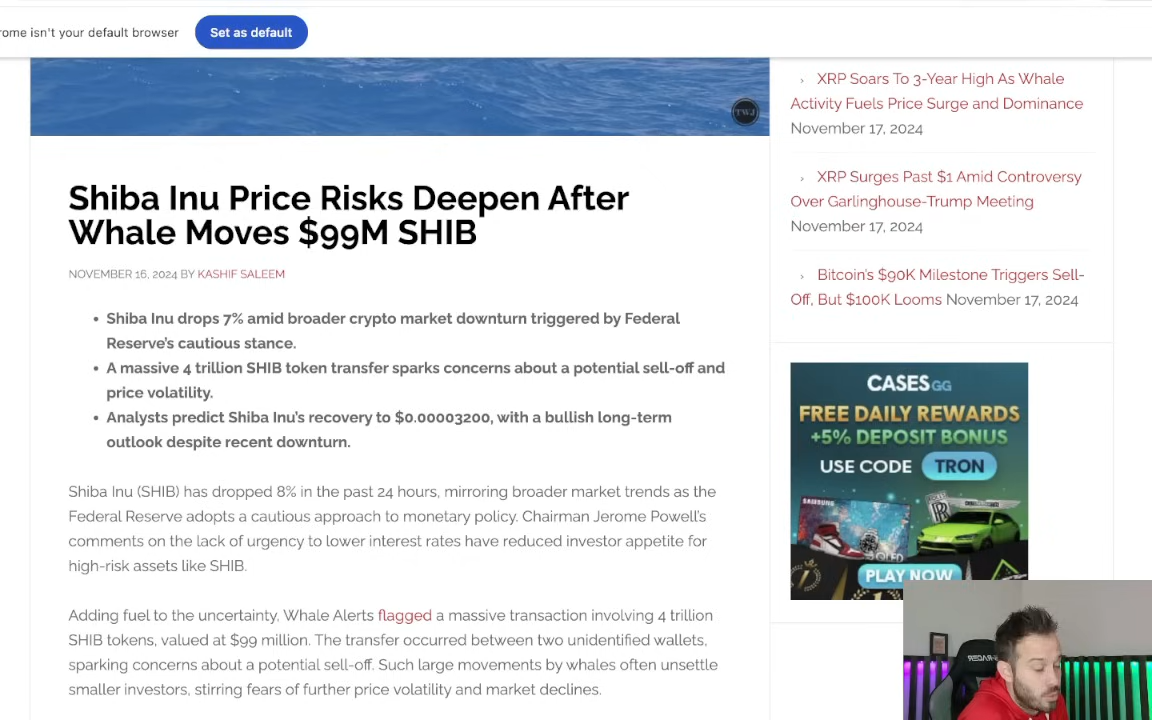 rome isn't your default browser
Set as default
TWJ
Shiba Inu Price Risks Deepen After
Whale Moves $99M SHIB
NOVEMBER 16, 2024 BY KASHIF SALEEM
• Shiba Inu drops 7% amid broader crypto market downturn triggered by Federal
Reserve's cautious stance.
• A massive 4 trillion SHIB token transfer sparks concerns about a potential sell-off and
price volatility.
• Analysts predict Shiba Inu's recovery to $0.00003200, with a bullish long-term
outlook despite recent downturn.
Shiba Inu (SHIB) has dropped 8% in the past 24 hours, mirroring broader market trends as the
Federal Reserve adopts a cautious approach to monetary policy. Chairman Jerome Powell's
comments on the lack of urgency to lower interest rates have reduced investor appetite for
high-risk assets like SHIB.
Adding fuel to the uncertainty, Whale Alerts flagged a massive transaction involving 4 trillion
SHIB tokens, valued at $99 million. The transfer occurred between two unidentified wallets,
sparking concerns about a potential sell-off. Such large movements by whales often unsettle
smaller investors, stirring fears of further price volatility and market declines.
› XRP Soars To 3-Year High As Whale
Activity Fuels Price Surge and Dominance
November 17, 2024
› XRP Surges Past $1 Amid Controversy
Over Garlinghouse-Trump Meeting
November 17, 2024
› Bitcoin's $90K Milestone Triggers Sell-
Off, But $100K Looms November 17, 2024
CASES GG
FREE DAILY REWARDS
+5% DEPOSIT BONUS
USE CODE TRON
SAMSUNG
PLAY NOW